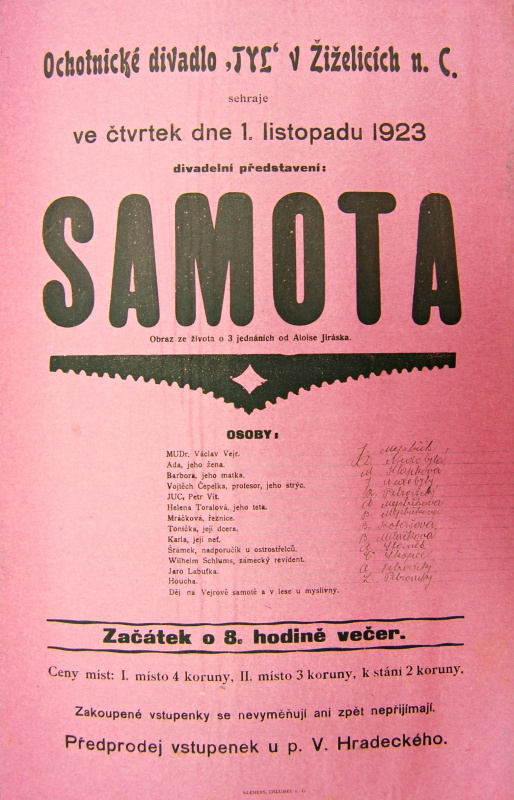 Ochotnické divadlo „TYL" v Žiželicích n. C.
sehraje
ve čtvrtek dne 1. listopadu 1923
divadelní představení:
SAMOTA
Obraz ze života o 3 jednáních od Aloise Jiráska.
OSOBY:
MUDr. Václav Vejr.
Ada, jeho žena.
Barbora, jeho matka.
Vojtěch Čepelka, profesor, jeho strýc.
JUC, Petr Vít.
Helena Toralová, jeho teta.
Mráčková, řeznice.
Tonička, její dcera.
Karla, její neť.
Šrámek, nadporučík u ostrostřelců.
Wilhelm Schlums, zámecký revident.
Jaro Labuťka.
Houcha.
Děj na Vejrově samotě a v lese u myslivny.
Začátek o 8. hodině večer.
Ceny míst: I. místo 4 koruny, II. místo 3 koruny, k stání 2 koruny.
Zakoupené vstupenky se nevyměňují ani zpět nepřijímají.
Předprodej vstupenek u p. V. Hradeckého.